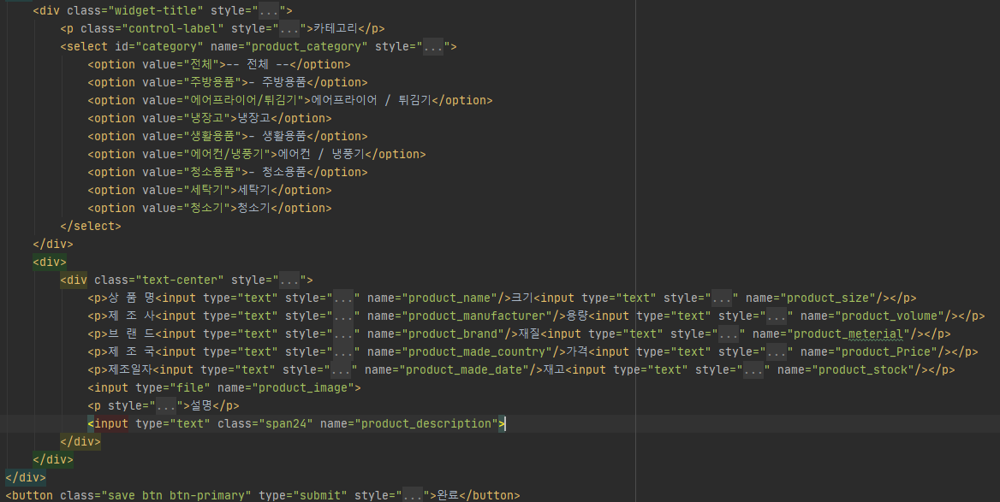 <div class="widget-title" style="...">
<p class="control-label" style="...">카테고리</p>
<select id="category" name="product_category" style="...">
<option value="전체">-- 전체 --</option>
<option value="주방용품">- 주방용품</option>
<option value="에어프라이어/튀김기">에어프라이어 / 튀김기</option>
<option value="냉장고">냉장고</option>
<option value="생활용품">- 생활용품</option>
<option value="에어컨/냉풍기">에어컨 / 냉풍기</option>
<option value="청소용품">- 청소용품</option>
<option value="세탁기">세탁기</option>
<option value="청소기">청소기</option>
</select>
</div>
<div>
<div class="text-center" style="...">
<p>상 품 명<input type="text" style="..." name="product_name"/>크기<input type="text" style="..." name="product_size"/></p>
<p>제 조 사<input type="text" style="..." name="product_manufacturer"/>용량<input type="text" style="..." name="product_volume"/></p>
<p>브 랜 드<input type="text" style="..." name="product_brand"/>재질<input type="text" style="..." name="product_meterial"/></p>
<p>제 조 국<input type="text" style="..." name="product_made_country"/>가격<input type="text" style="..." name="product_Price"/></p>
<p>제조일자<input type="text" style="..." name="product_made_date"/>재고<input type="text" style="..." name="product_stock"/></p>
<input type="file" name="product_image">
<p style="...">설명</p>
<input type="text" class="span24" name="product_description">
</div>
</div>
</div>
<button class="save btn btn-primary" type="submit" style="...">완료</button>